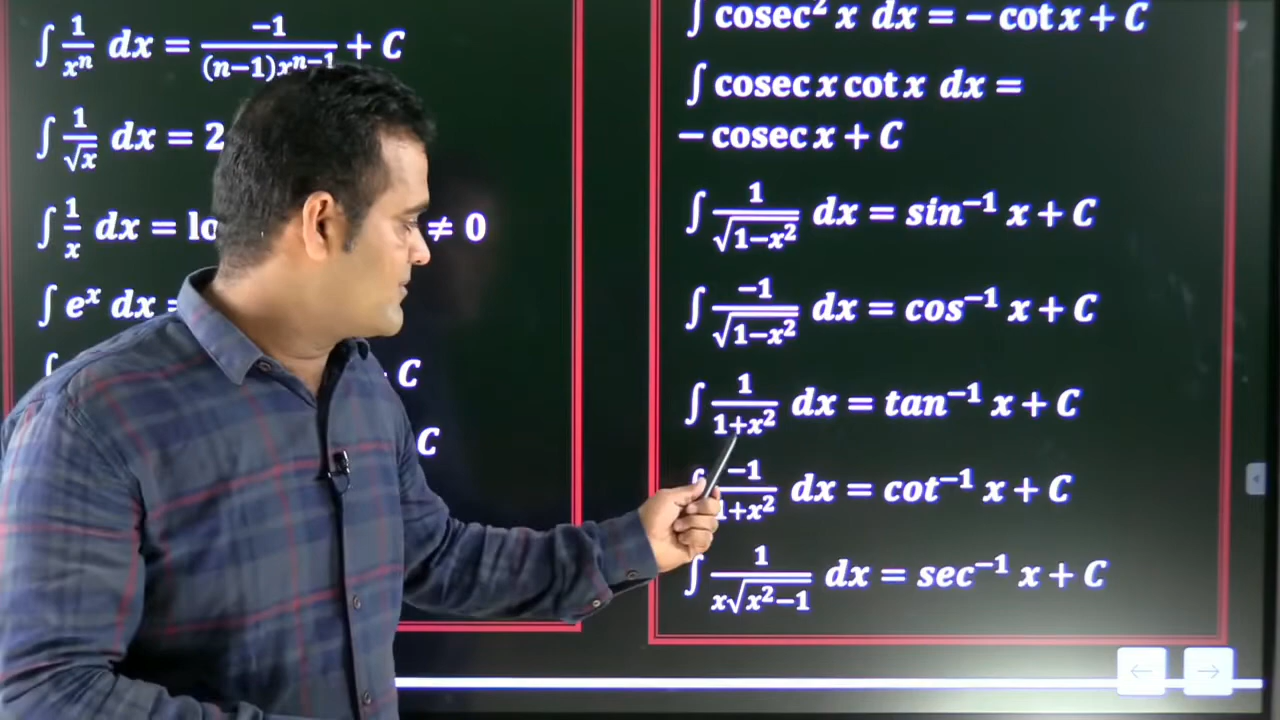 ∫ 1/xⁿ dx = −1/((n−1)xⁿ⁻¹) + C
∫ 1/√x dx = 2
∫ 1/x dx = lo ≠ 0
∫ eˣ dx =
∫ C
C
∫ cosec² x dx = − cot x + C
∫ cosec x cot x dx =
− cosec x + C
∫ 1/√(1−x²) dx = sin⁻¹ x + C
∫ −1/√(1−x²) dx = cos⁻¹ x + C
∫ 1/(1+x²) dx = tan⁻¹ x + C
∫ −1/(1+x²) dx = cot⁻¹ x + C
∫ 1/(x√(x²−1)) dx = sec⁻¹ x + C